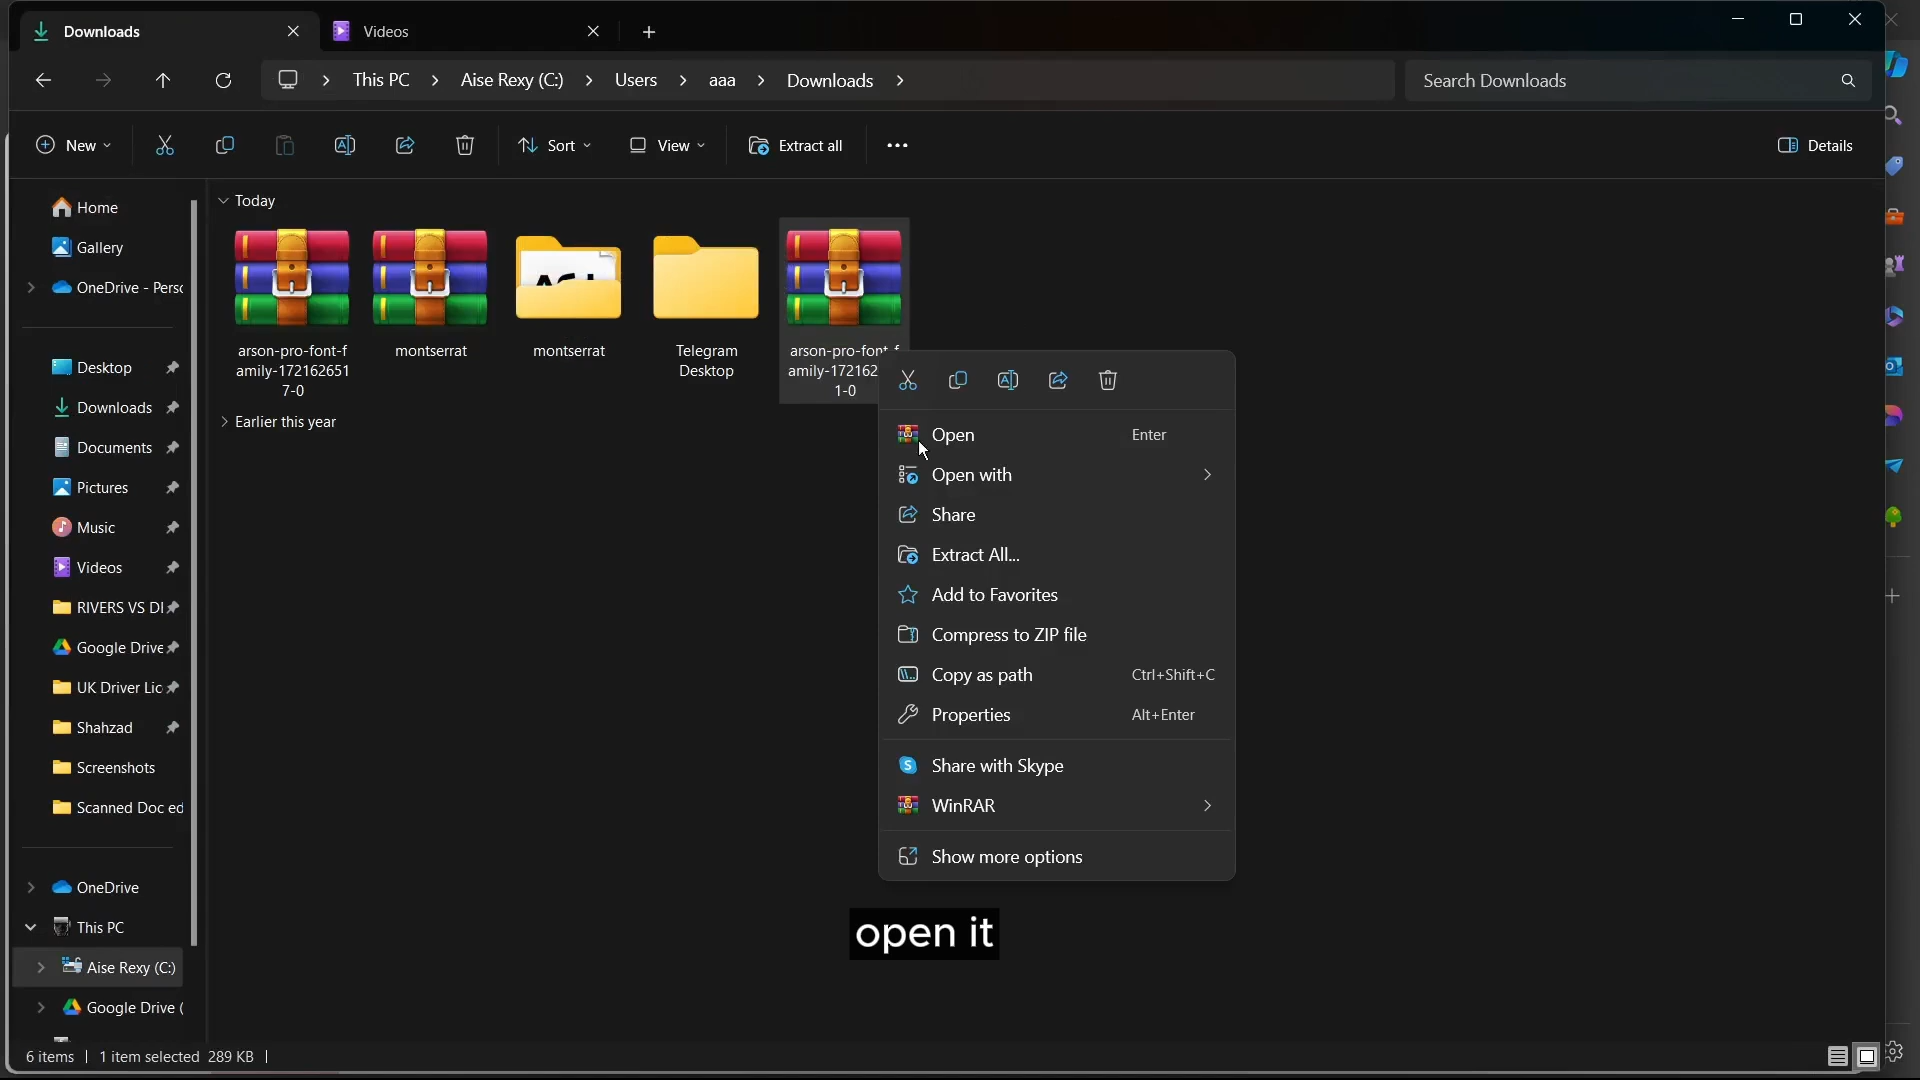 Downloads
Videos
This PC
Aise Rexy (C:)
Users
aaa
Downloads
Search Downloads
New
Sort
View
Extract all
Details
Home
Gallery
OneDrive - Perso
Desktop
Downloads
Documents
Pictures
Music
Videos
RIVERS VS DI
Google Drive
UK Driver Lic
Shahzad
Screenshots
Scanned Doc ed
OneDrive
This PC
Aise Rexy (C:)
Google Drive (
Today
arson-pro-font-f
amily-172162651
7-0
montserrat
montserrat
Telegram
Desktop
arson-pro-font-f
amily-172162
1-0
Earlier this year
Open Enter
Open with
Share
Extract All...
Add to Favorites
Compress to ZIP file
Copy as path Ctrl+Shift+C
Properties Alt+Enter
Share with Skype
WinRAR
Show more options
open it
6 items
1 item selected 289 KB